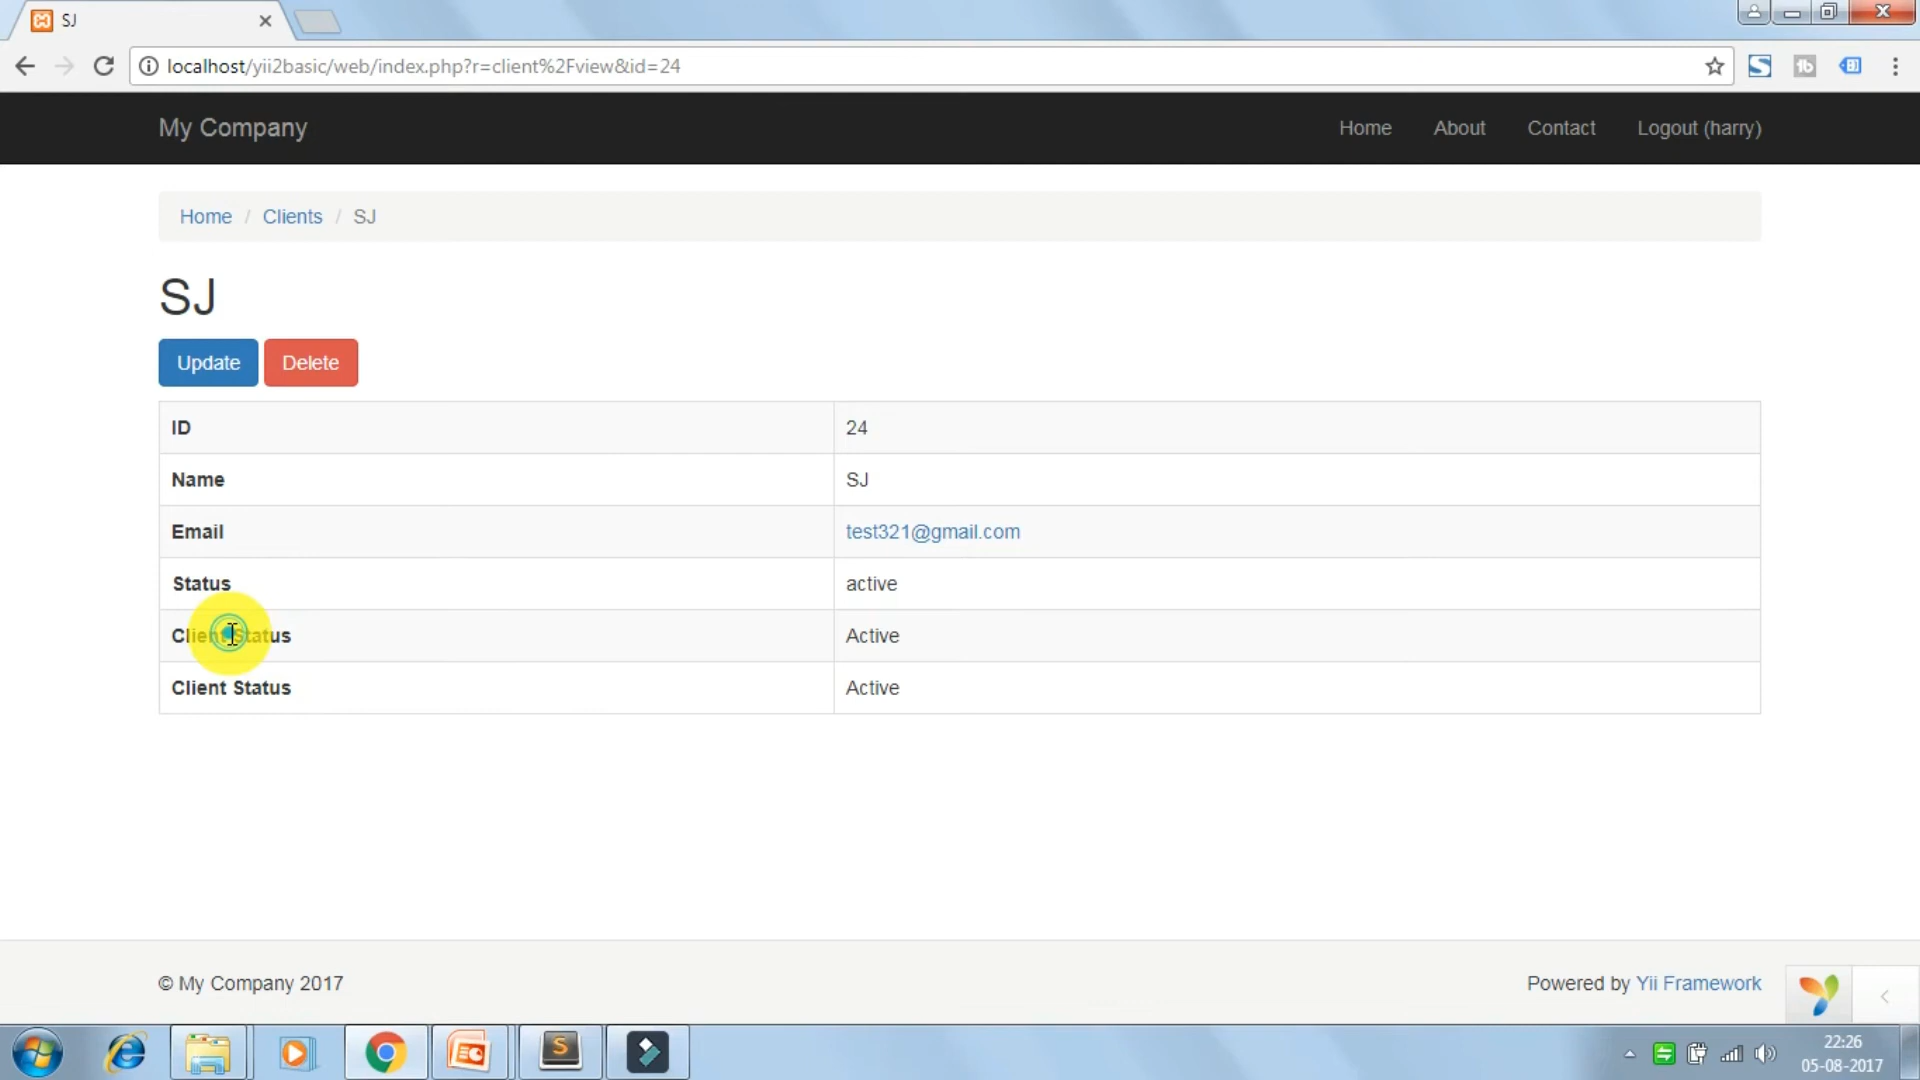 SJ
localhost/yii2basic/web/index.php?r=client%2Fview&id=24
My Company
Home
About
Contact
Logout (harry)
Home / Clients / SJ
SJ
Update
Delete
ID
24
Name
SJ
Email
test321@gmail.com
Status
active
Client Status
Active
Client Status
Active
© My Company 2017
Powered by Yii Framework
22:26
05-08-2017